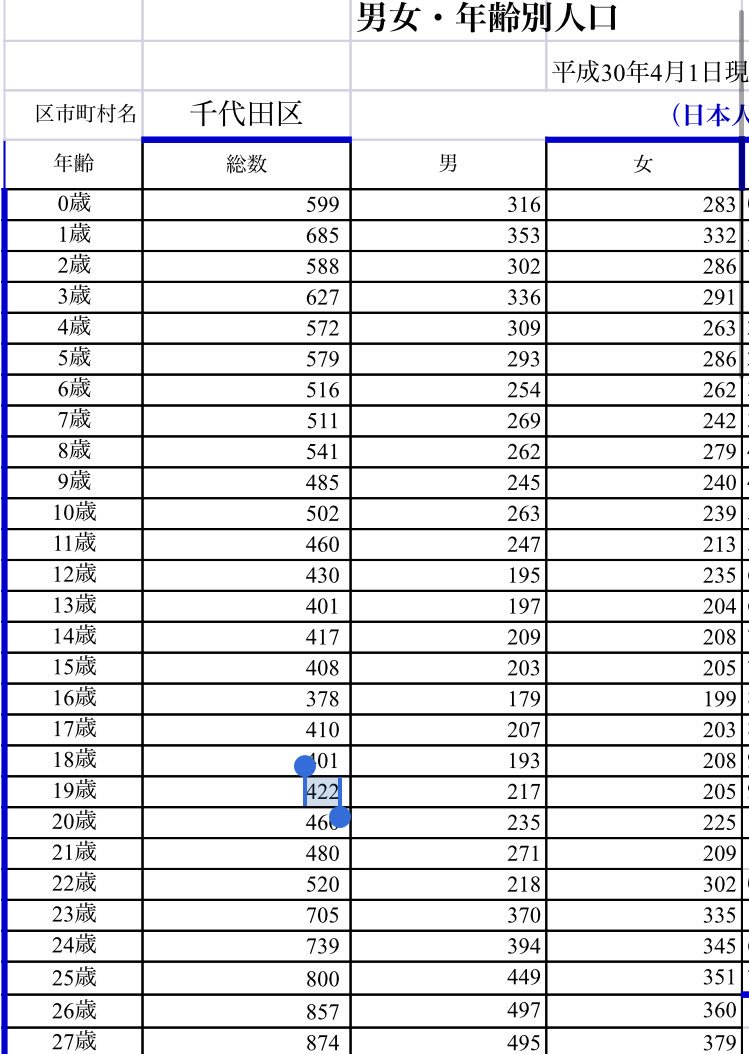 男女・年齢別人口
平成30年4月1日現
区市町村名 千代田区 （日本人
年齢 総数 男 女
0歳 599 316 283
1歳 685 353 332
2歳 588 302 286
3歳 627 336 291
4歳 572 309 263
5歳 579 293 286
6歳 516 254 262
7歳 511 269 242
8歳 541 262 279
9歳 485 245 240
10歳 502 263 239
11歳 460 247 213
12歳 430 195 235
13歳 401 197 204
14歳 417 209 208
15歳 408 203 205
16歳 378 179 199
17歳 410 207 203
18歳 401 193 208
19歳 422 217 205
20歳 460 235 225
21歳 480 271 209
22歳 520 218 302
23歳 705 370 335
24歳 739 394 345
25歳 800 449 351
26歳 857 497 360
27歳 874 495 379